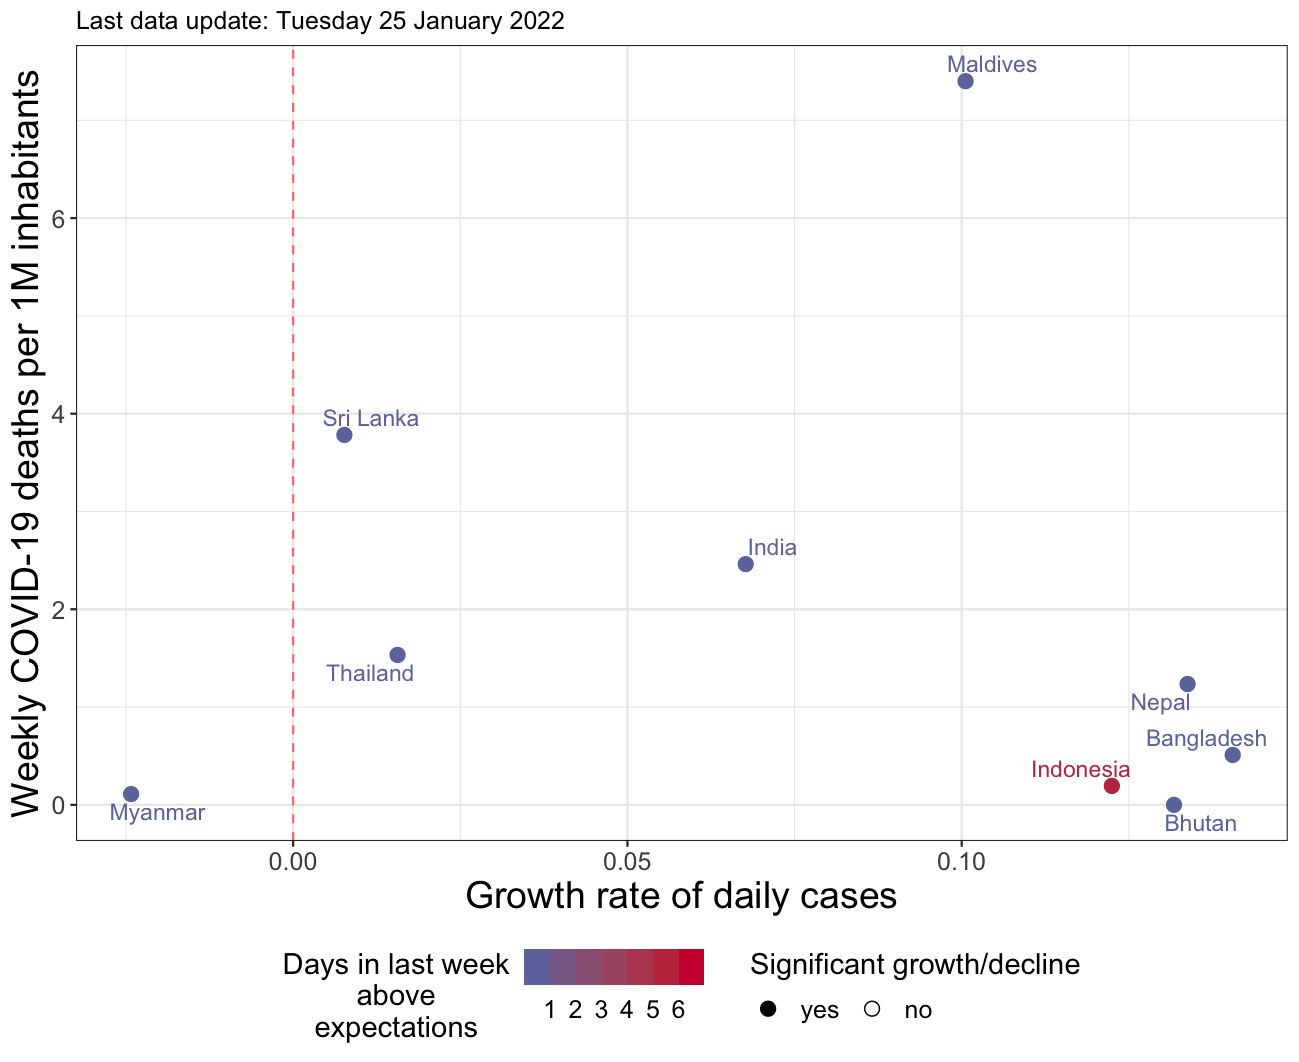 Last data update: Tuesday 25 January 2022
Weekly COVID-19 deaths per 1M inhabitants
6
4
2
0
Maldives
Sri Lanka
India
Thailand
Nepal
Bangladesh
Indonesia
Myanmar
Bhutan
0.00 0.05 0.10
Growth rate of daily cases
Days in last week
above
expectations
1 2 3 4 5 6
Significant growth/decline
yes no